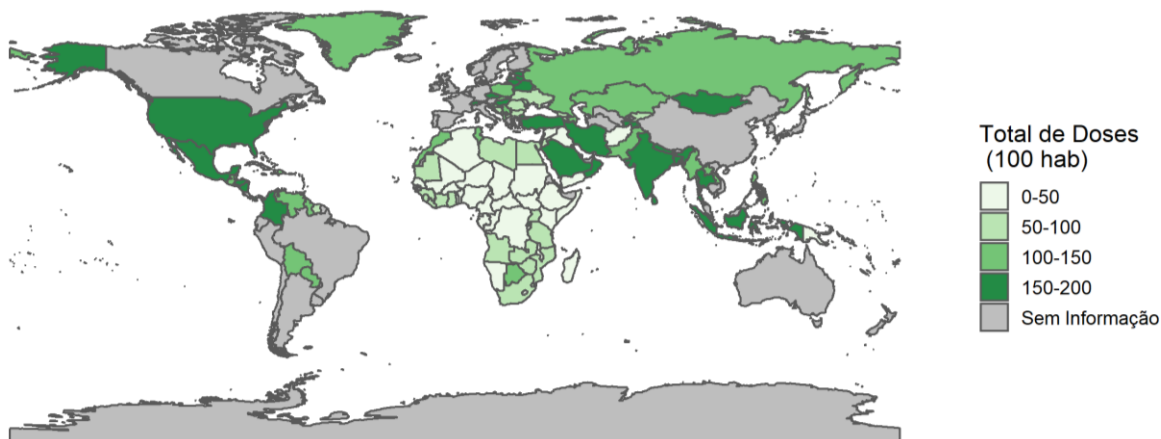 Total de Doses
(100 hab)
0-50
50-100
100-150
150-200
Sem Informação